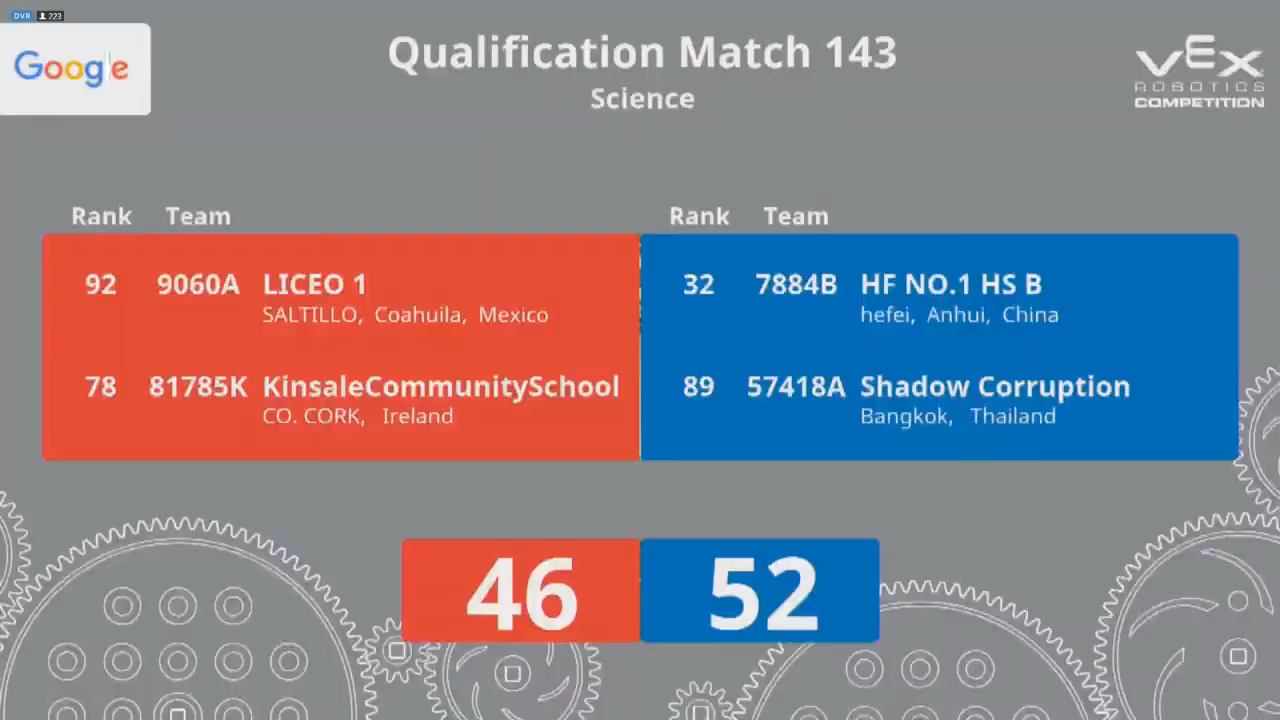 DVR 223
Google
Qualification Match 143
Science
VEX
ROBOTICS
COMPETITION
Rank Team
92 9060A LICEO 1
SALTILLO, Coahuila, Mexico
78 81785K KinsaleCommunitySchool
CO. CORK, Ireland
Rank Team
32 7884B HF NO.1 HS B
hefei, Anhui, China
89 57418A Shadow Corruption
Bangkok, Thailand
46 52